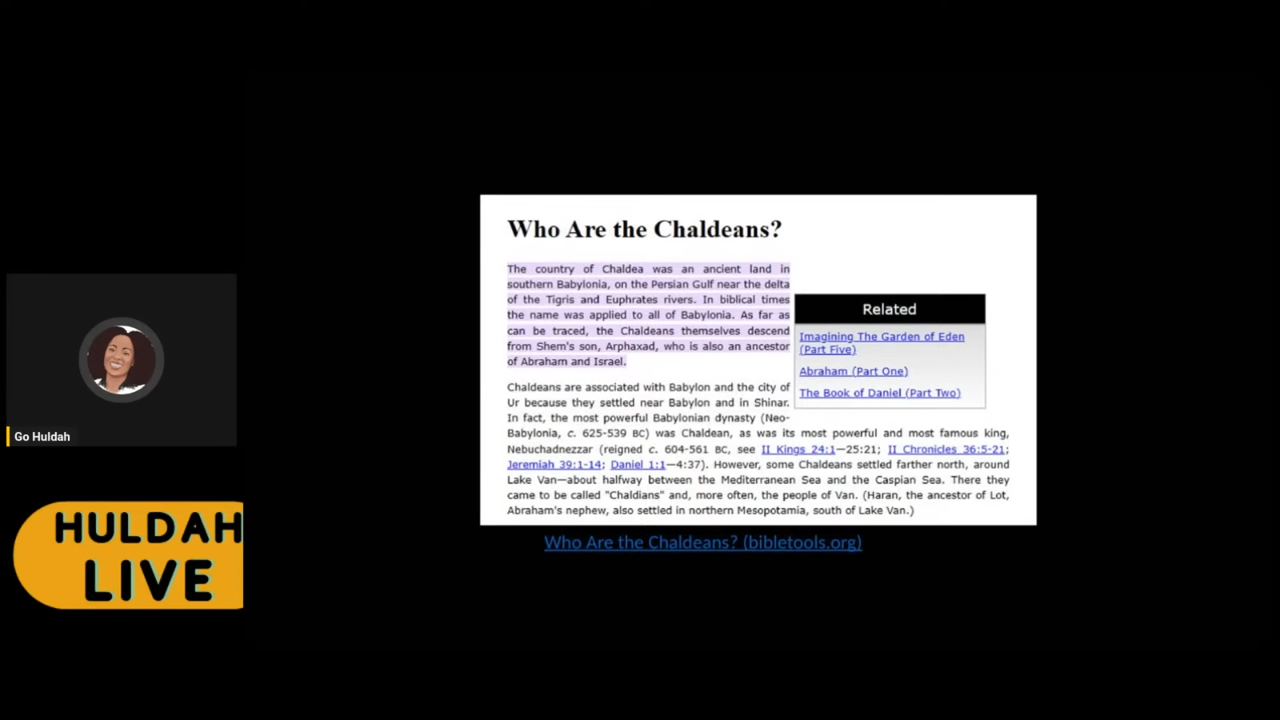 Who Are the Chaldeans?
The country of Chaldea was an ancient land in
southern Babylonia, on the Persian Gulf near the delta
of the Tigris and Euphrates rivers. In biblical times
the name was applied to all of Babylonia. As far as
can be traced, the Chaldeans themselves descend
from Shem's son, Arphaxad, who is also an ancestor
of Abraham and Israel.
Related
Imagining The Garden of Eden
(Part Five)
Abraham (Part One)
The Book of Daniel (Part Two)
Chaldeans are associated with Babylon and the city of
Ur because they settled near Babylon and in Shinar.
In fact, the most powerful Babylonian dynasty (Neo-
Babylonia, c. 625-539 BC) was Chaldean, as was its most powerful and most famous king,
Nebuchadnezzar (reigned c. 604-561 BC, see II Kings 24:1—25:21; II Chronicles 36:5-21;
Jeremiah 39:1-14; Daniel 1:1—4:37). However, some Chaldeans settled farther north, around
Lake Van—about halfway between the Mediterranean Sea and the Caspian Sea. There they
came to be called "Chaldians" and, more often, the people of Van. (Haran, the ancestor of Lot,
Abraham's nephew, also settled in northern Mesopotamia, south of Lake Van.)
Who Are the Chaldeans? (bibletools.org)
Go Huldah
HULDAH
LIVE